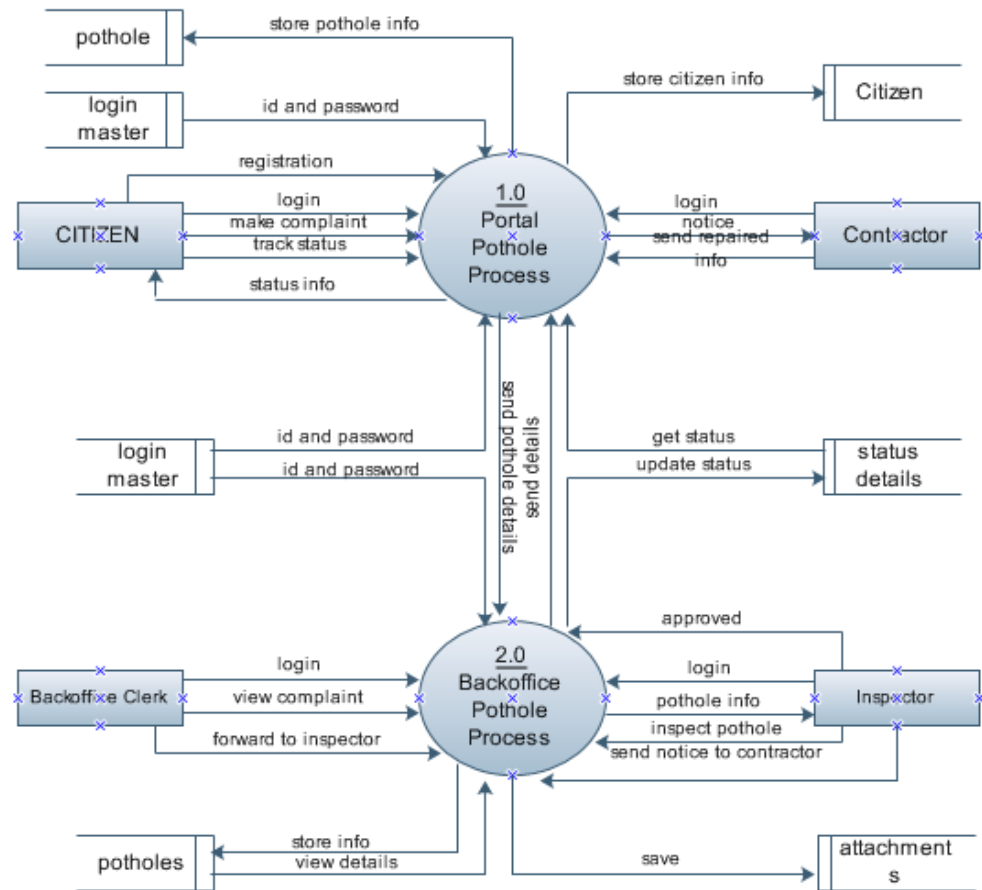 pothole
store pothole info
login
master
id and password
store citizen info
Citizen
registration
CITIZEN
login
make complaint
track status
status info
1.0
Portal
Pothole
Process
login
notice
send repaired
info
Contractor
login
master
id and password
id and password
send pothole details
send details
get status
update status
status
details
Backoffice Clerk
login
view complaint
forward to inspector
2.0
Backoffice
Pothole
Process
approved
login
pothole info
inspect pothole
send notice to contractor
Inspector
potholes
store info
view details
save
attachment
s